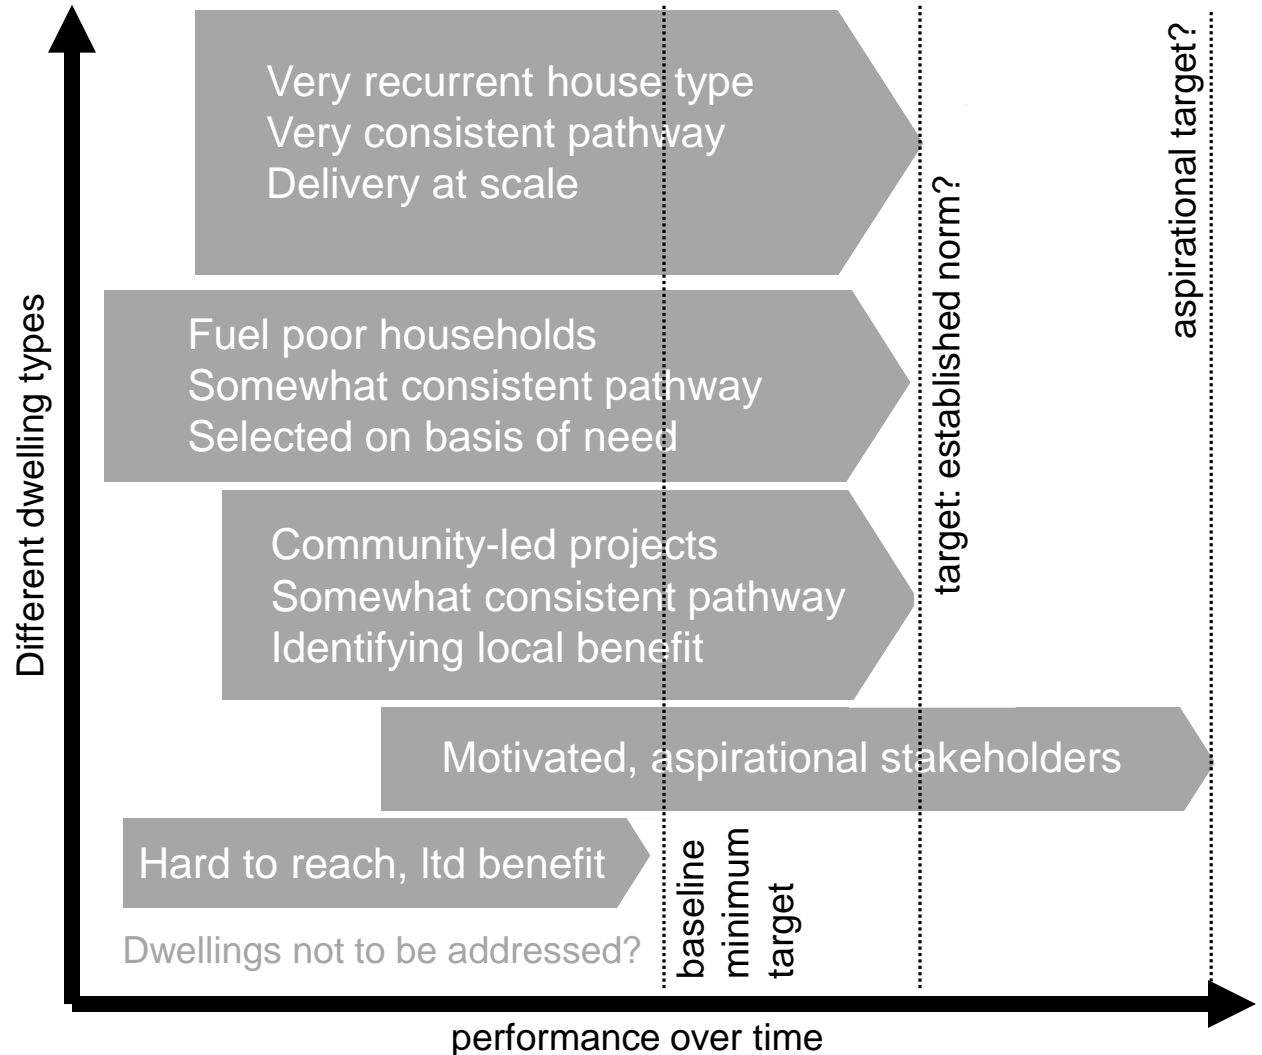 Very recurrent house type
Very consistent pathway
Delivery at scale
aspirational target?
target: established norm?
Different dwelling types
Fuel poor households
Somewhat consistent pathway
Selected on basis of need
Community-led projects
Somewhat consistent pathway
Identifying local benefit
Motivated, aspirational stakeholders
Hard to reach, ltd benefit
baseline
minimum
target
Dwellings not to be addressed?
performance over time